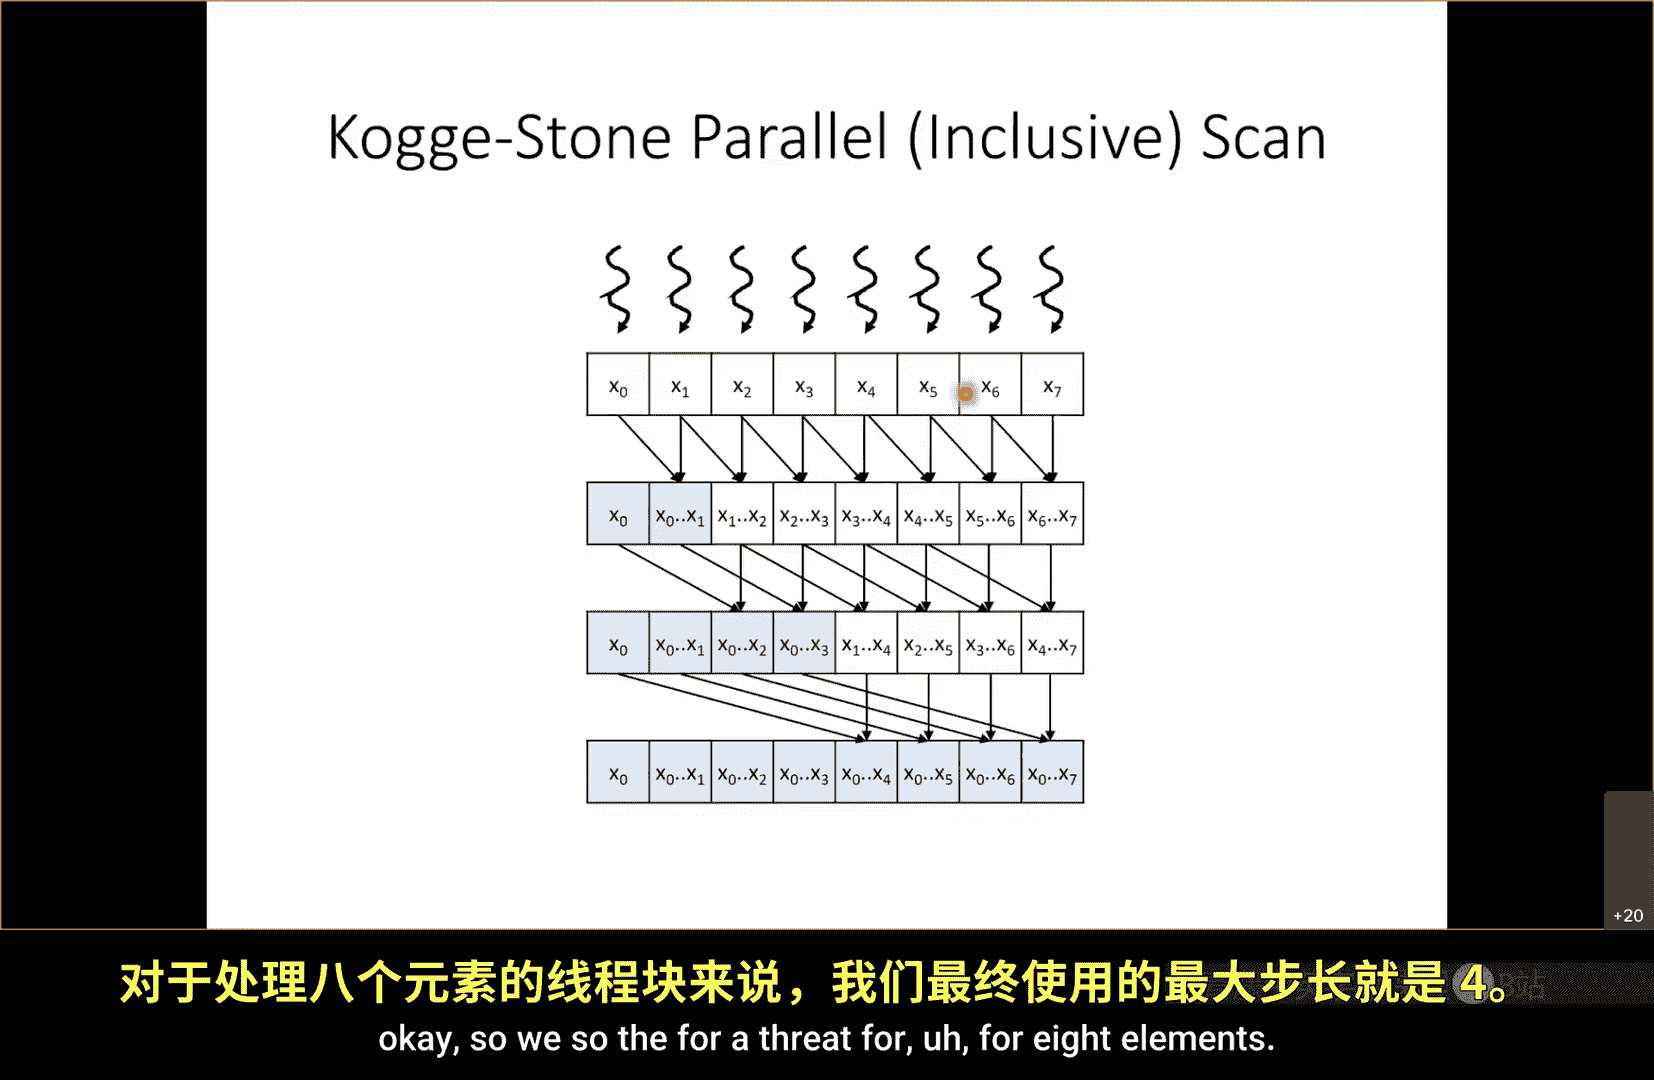 Kogge-Stone Parallel (Inclusive) Scan
x₀ x₁ x₂ x₃ x₄ x₅ x₆ x₇
x₀ x₀..x₁ x₁..x₂ x₂..x₃ x₃..x₄ x₄..x₅ x₅..x₆ x₆..x₇
x₀ x₀..x₁ x₀..x₂ x₀..x₃ x₁..x₄ x₂..x₅ x₃..x₆ x₄..x₇
x₀ x₀..x₁ x₀..x₂ x₀..x₃ x₀..x₄ x₀..x₅ x₀..x₆ x₀..x₇
+20
对于处理八个元素的线程块来说，我们最终使用的最大步长就是 4。
B站
okay, so we so the for a threat for, uh, for eight elements.